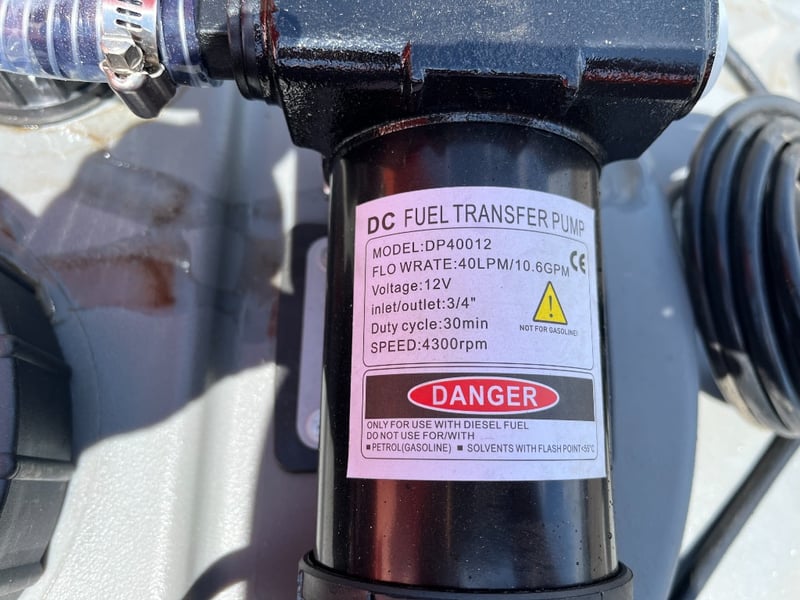 DC FUEL TRANSFER PUMP
MODEL:DP40012
FLO WRATE:40LPM/10.6GPM
CE
Voltage:12V
inlet/outlet:3/4"
Duty cycle:30min
NOT FOR GASOLINE!
SPEED:4300rpm
DANGER
ONLY FOR USE WITH DIESEL FUEL
DO NOT USE FOR/WITH
■PETROL(GASOLINE) ■ SOLVENTS WITH FLASH POINT<55°C